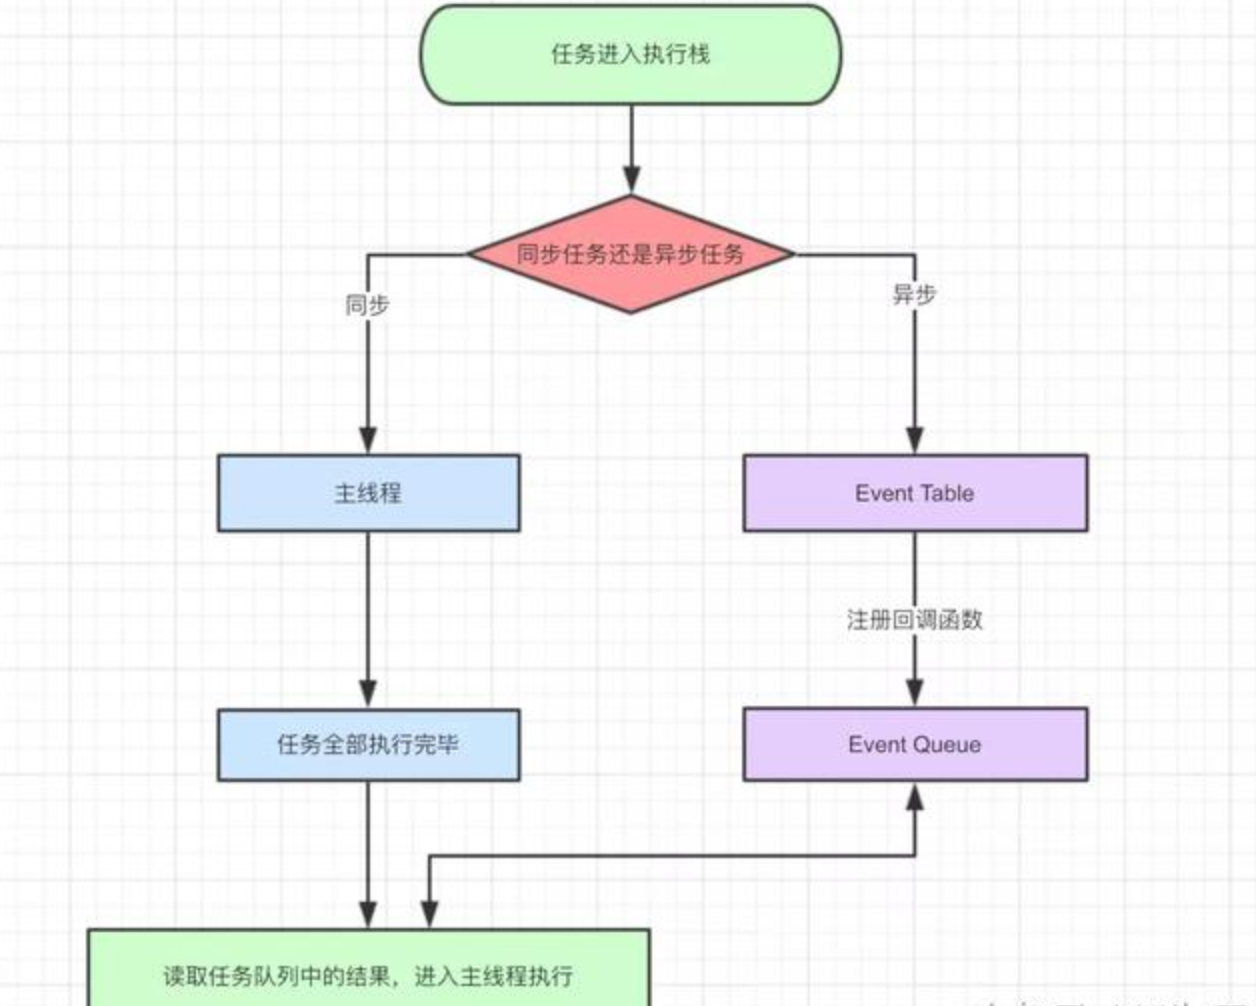 任务进入执行栈
同步任务还是异步任务
同步
异步
主线程
Event Table
注册回调函数
任务全部执行完毕
Event Queue
读取任务队列中的结果，进入主线程执行